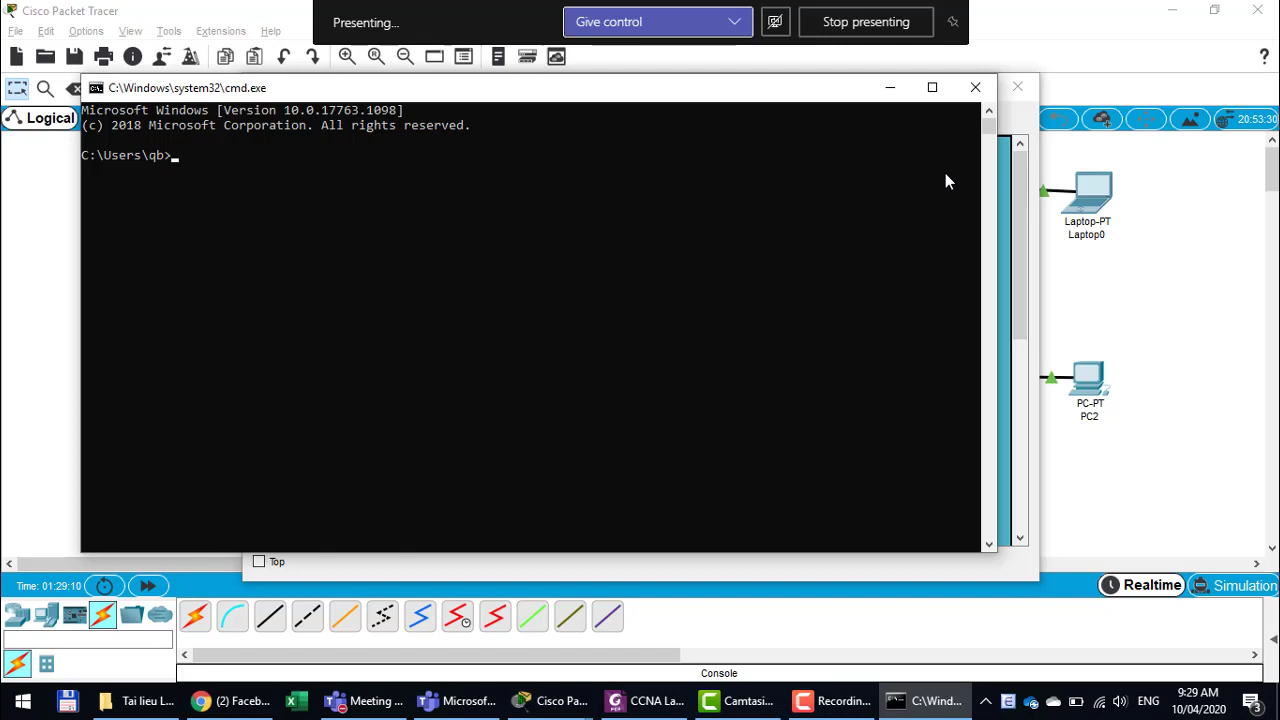 Cisco Packet Tracer
Presenting...
Give control
Stop presenting
File Edit Options View Tools Extensions Help
C:\Windows\system32\cmd.exe
Microsoft Windows [Version 10.0.17763.1098]
(c) 2018 Microsoft Corporation. All rights reserved.
C:\Users\qb>
Logical
20:53:30
Laptop-PT
Laptop0
PC-PT
PC2
Top
Time: 01:29:10
Realtime
Simulation
Console
Tai lieu L...
(2) Faceb...
Meeting ...
Microsof...
Cisco Pa...
CCNA La...
Camtasi...
Recordin...
C:\Wind...
ENG
9:29 AM
10/04/2020
3